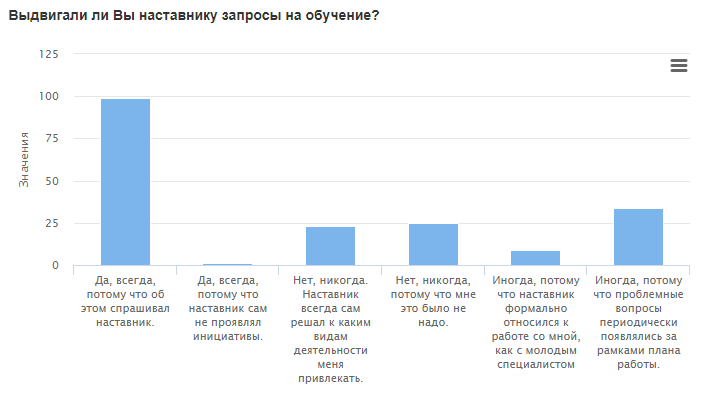 Выдвигали ли Вы наставнику запросы на обучение?
125
100
75
50
25
0
Значения
Да, всегда,
потому что об
этом спрашивал
наставник.
Да, всегда,
потому что
наставник сам
не проявлял
инициативы.
Нет, никогда.
Наставник
всегда сам
решал к каким
видам
деятельности
меня
привлекать.
Нет, никогда,
потому что мне
это было не
надо.
Иногда, потому
что наставник
формально
относился к
работе со мной,
как с молодым
специалистом
Иногда, потому
что проблемные
вопросы
периодически
появлялись за
рамками плана
работы.